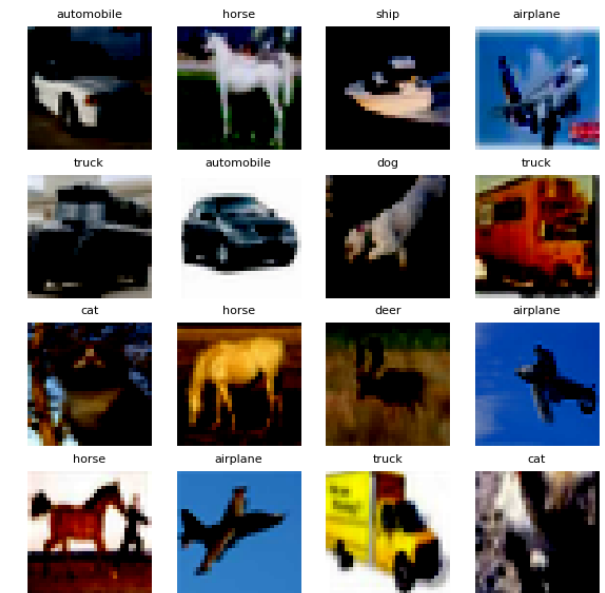 automobile horse ship airplane
truck automobile dog truck
cat horse deer airplane
horse airplane truck cat